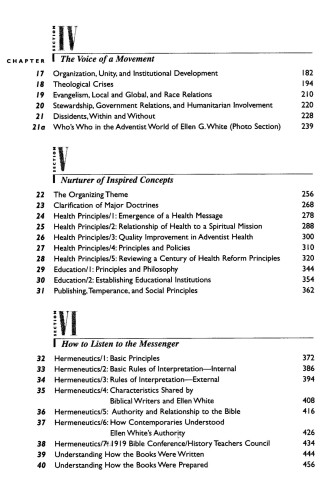 SECTION IV
CHAPTER The Voice of a Movement
17 Organization, Unity, and Institutional Development 182
18 Theological Crises 194
19 Evangelism, Local and Global, and Race Relations 210
20 Stewardship, Government Relations, and Humanitarian Involvement 220
21 Dissidents, Within and Without 228
21a Who's Who in the Adventist World of Ellen G. White (Photo Section) 239
SECTION V
Nurturer of Inspired Concepts
22 The Organizing Theme 256
23 Clarification of Major Doctrines 268
24 Health Principles/1: Emergence of a Health Message 278
25 Health Principles/2: Relationship of Health to a Spiritual Mission 288
26 Health Principles/3: Quality Improvement in Adventist Health 300
27 Health Principles/4: Principles and Policies 310
28 Health Principles/5: Reviewing a Century of Health Reform Principles 320
29 Education/1: Principles and Philosophy 344
30 Education/2: Establishing Educational Institutions 354
31 Publishing, Temperance, and Social Principles 362
SECTION VI
How to Listen to the Messenger
32 Hermeneutics/1: Basic Principles 372
33 Hermeneutics/2: Basic Rules of Interpretation—Internal 386
34 Hermeneutics/3: Rules of Interpretation—External 394
35 Hermeneutics/4: Characteristics Shared by
Biblical Writers and Ellen White 408
36 Hermeneutics/5: Authority and Relationship to the Bible 416
37 Hermeneutics/6: How Contemporaries Understood
Ellen White's Authority 426
38 Hermeneutics/7: 1919 Bible Conference/History Teachers Council 434
39 Understanding How the Books Were Written 444
40 Understanding How the Books Were Prepared 456